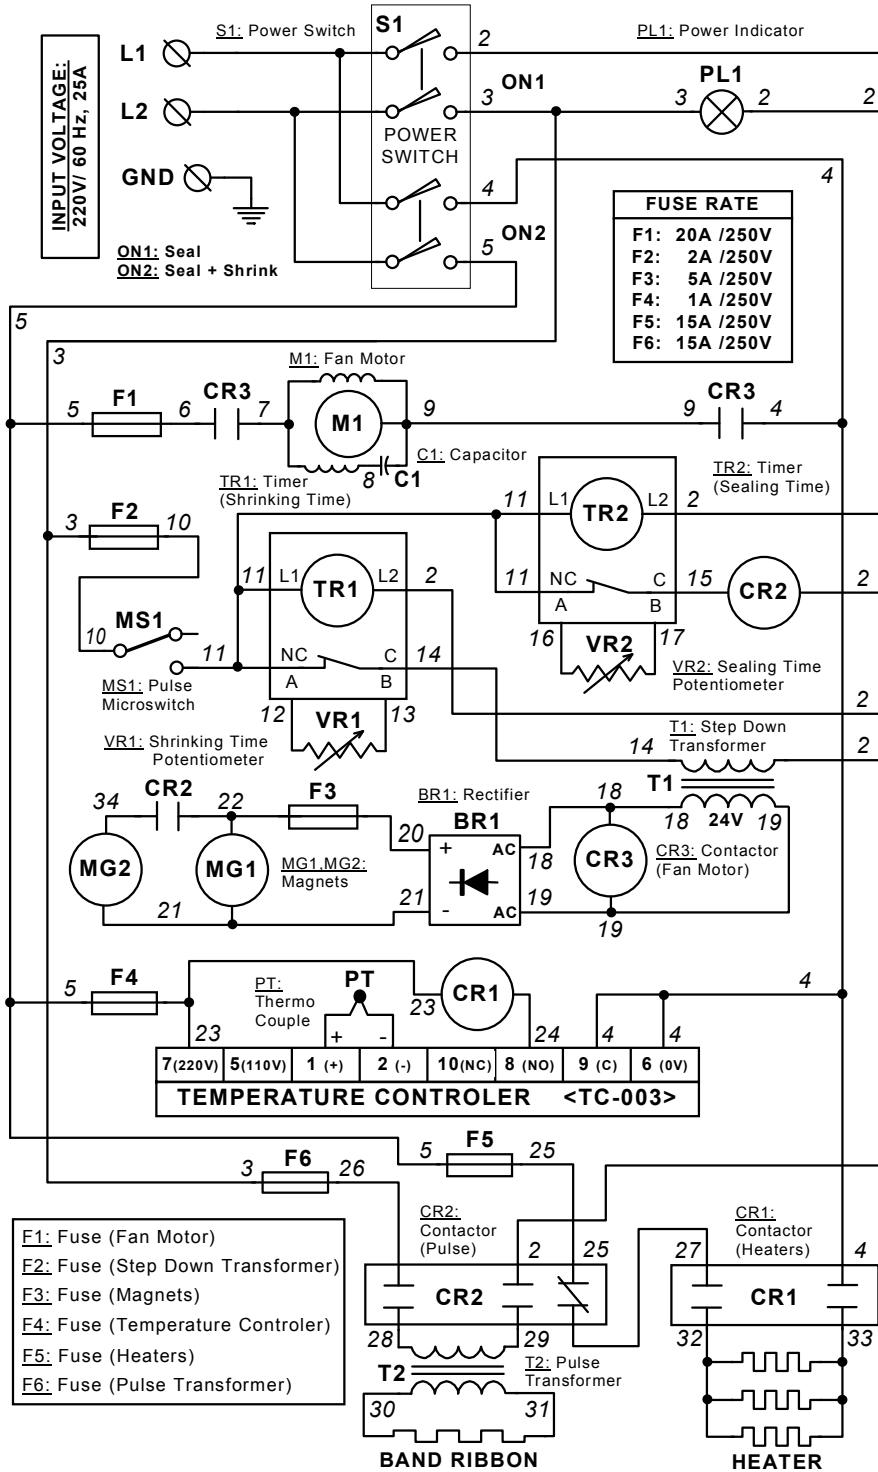 S1: Power Switch
S1
2
PL1: Power Indicator
INPUT VOLTAGE:
220V/ 60 Hz, 25A
L1
ON1
PL1
L2
3
3
2
2
POWER
SWITCH
GND
4
4
ON1: Seal
ON2: Seal + Shrink
5
ON2
FUSE RATE
F1: 20A /250V
F2: 2A /250V
F3: 5A /250V
F4: 1A /250V
F5: 15A /250V
F6: 15A /250V
5
3
M1: Fan Motor
F1
CR3
CR3
5
6
7
M1
9
9
4
8
C1
C1: Capacitor
TR1: Timer
(Shrinking Time)
TR2: Timer
(Sealing Time)
F2
3
10
11
L1
TR2
L2
2
11
L1
TR1
L2
2
11
NC
C
15
CR2
2
A
B
MS1
10
16
VR2
17
11
NC
C
14
A
B
VR2: Sealing Time
Potentiometer
MS1: Pulse
Microswitch
12
VR1
13
2
VR1: Shrinking Time
Potentiometer
T1: Step Down
Transformer
14
2
CR2
F3
BR1: Rectifier
T1
34
22
BR1
18
18
24V
19
20
+
AC
18
MG2
MG1
MG1,MG2:
Magnets
CR3
CR3: Contactor
(Fan Motor)
21
21
-
AC
19
19
F4
5
PT:
Thermo
Couple
PT
CR1
4
23
23
+
-
24
4
4
7(220V)
5(110V)
1 (+)
2 (-)
10(NC)
8 (NO)
9 (C)
6 (0V)
TEMPERATURE CONTROLER <TC-003>
F5
5
25
F6
3
26
F1: Fuse (Fan Motor)
F2: Fuse (Step Down Transformer)
F3: Fuse (Magnets)
F4: Fuse (Temperature Controler)
F5: Fuse (Heaters)
F6: Fuse (Pulse Transformer)
CR2:
Contactor
(Pulse)
2
25
CR1:
Contactor
(Heaters)
27
4
CR2
CR1
28
29
32
33
T2
T2: Pulse
Transformer
30
31
BAND RIBBON
HEATER